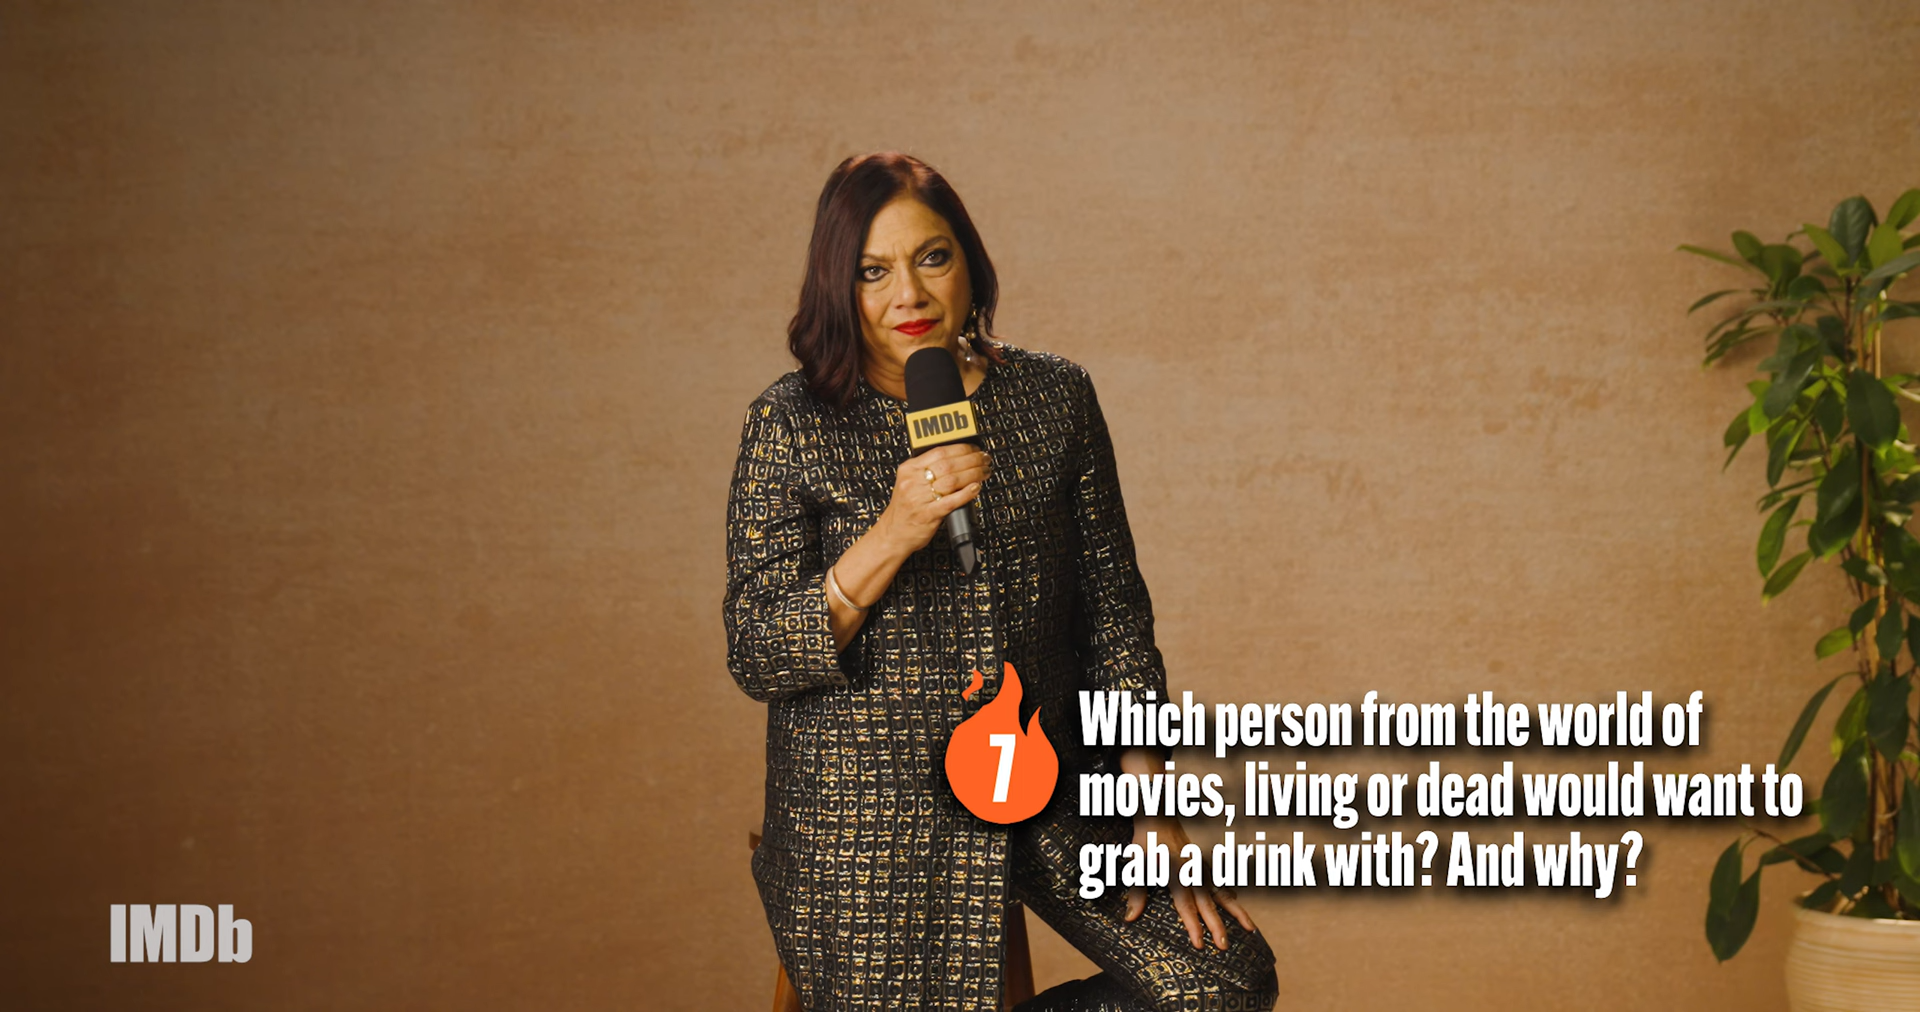 IMDb
7
Which person from the world of
movies, living or dead would want to
grab a drink with? And why?
IMDb